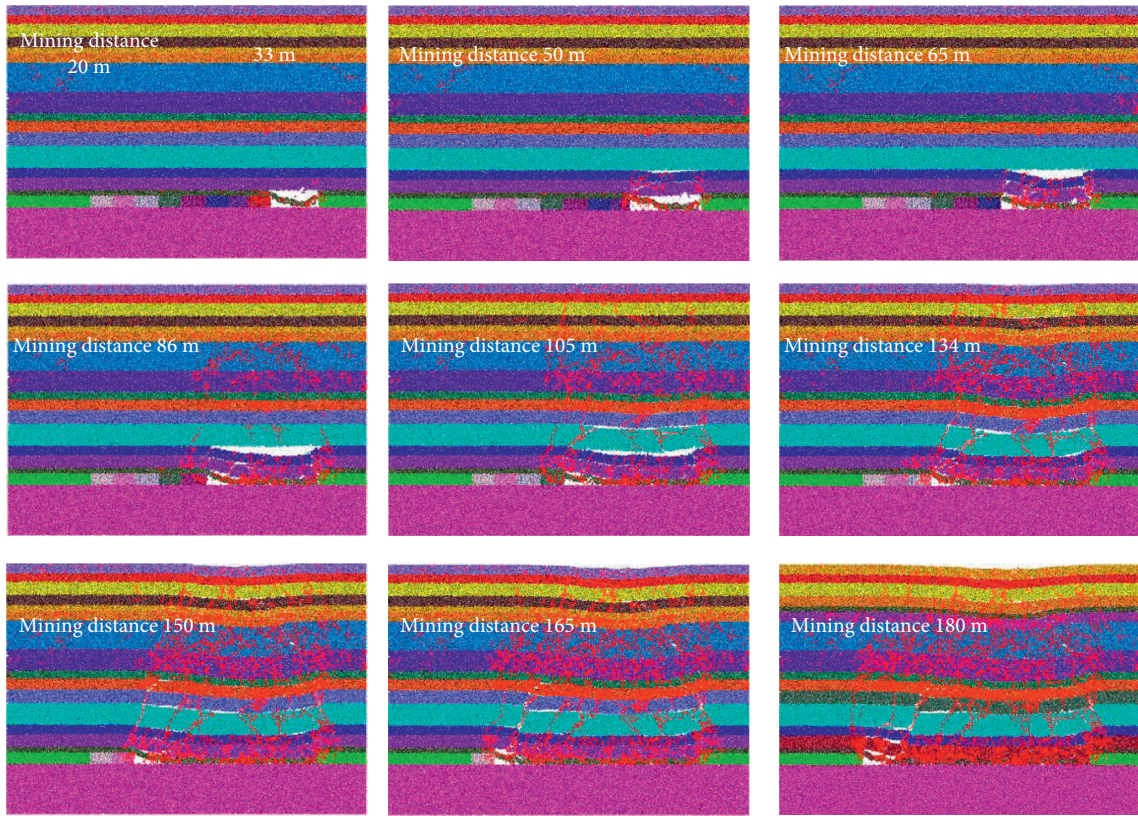 Mining distance
20 m
33 m
Mining distance 50 m
Mining distance 65 m
Mining distance 86 m
Mining distance 105 m
Mining distance 134 m
Mining distance 150 m
Mining distance 165 m
Mining distance 180 m